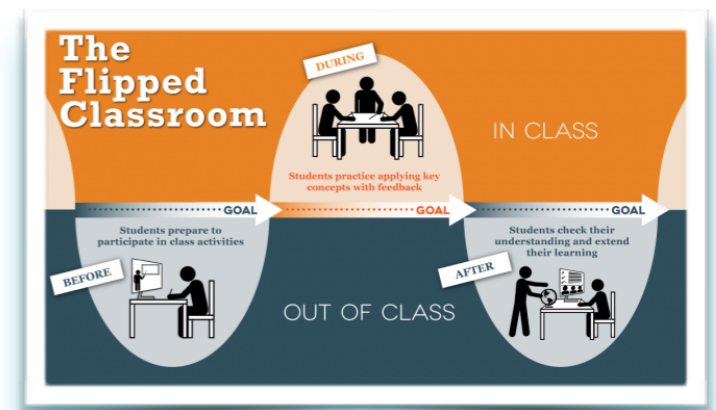 The
Flipped
Classroom
DURING
IN CLASS
Students practice applying key
concepts with feedback
GOAL
GOAL
GOAL
Students prepare to
participate in class activities
BEFORE
OUT OF CLASS
Students check their
understanding and extend
their learning
AFTER